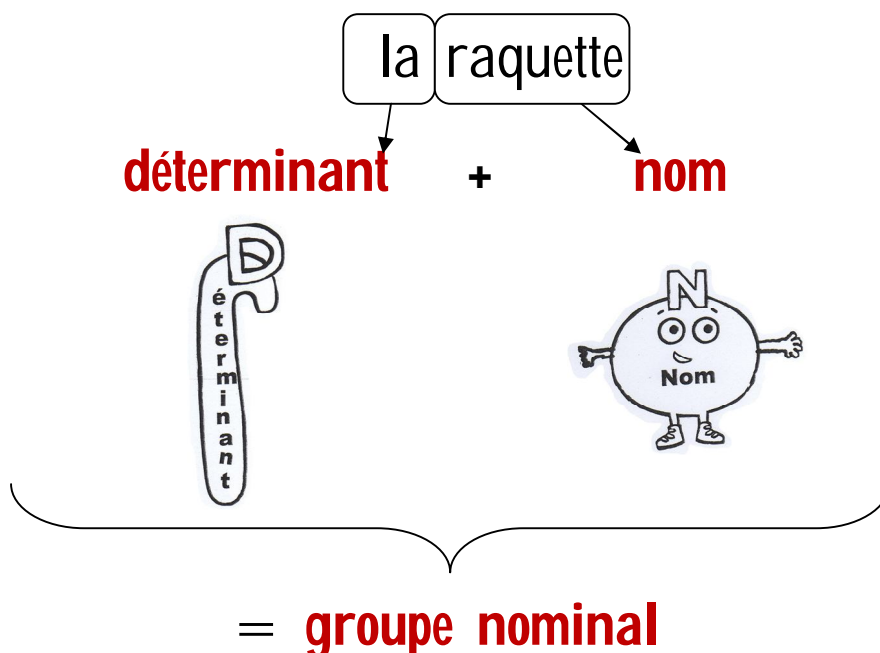 la raquette
déterminant + nom
Déterminant
N
Nom
= groupe nominal